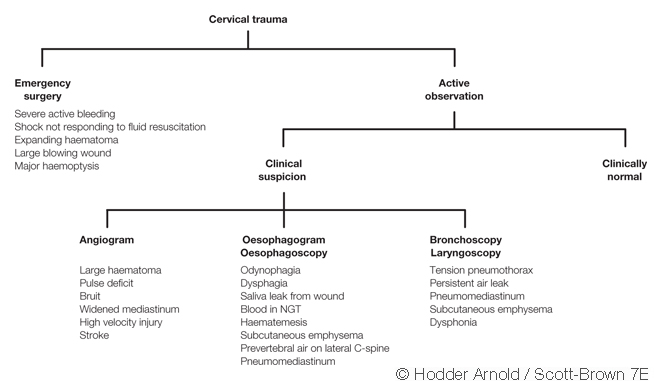 Cervical trauma
Emergency
surgery
Severe active bleeding
Shock not responding to fluid resuscitation
Expanding haematoma
Large blowing wound
Major haemoptysis
Active
observation
Clinical
suspicion
Clinically
normal
Angiogram
Large haematoma
Pulse deficit
Bruit
Widened mediastinum
High velocity injury
Stroke
Oesophagogram
Oesophagoscopy
Odynophagia
Dysphagia
Saliva leak from wound
Blood in NGT
Haematemesis
Subcutaneous emphysema
Prevertebral air on lateral C-spine
Pneumomediastinum
Bronchoscopy
Laryngoscopy
Tension pneumothorax
Persistent air leak
Pneumomediastinum
Subcutaneous emphysema
Dysphonia
© Hodder Arnold / Scott-Brown 7E